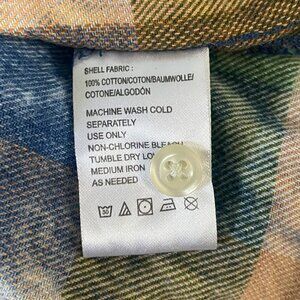 SHELL FABRIC :
100% COTTON/COTON/BAUMWOLLE/
COTONE/ALGODÓN
MACHINE WASH COLD
SEPARATELY
USE ONLY
NON-CHLORINE BLEACH
TUMBLE DRY LOW
MEDIUM IRON
AS NEEDED